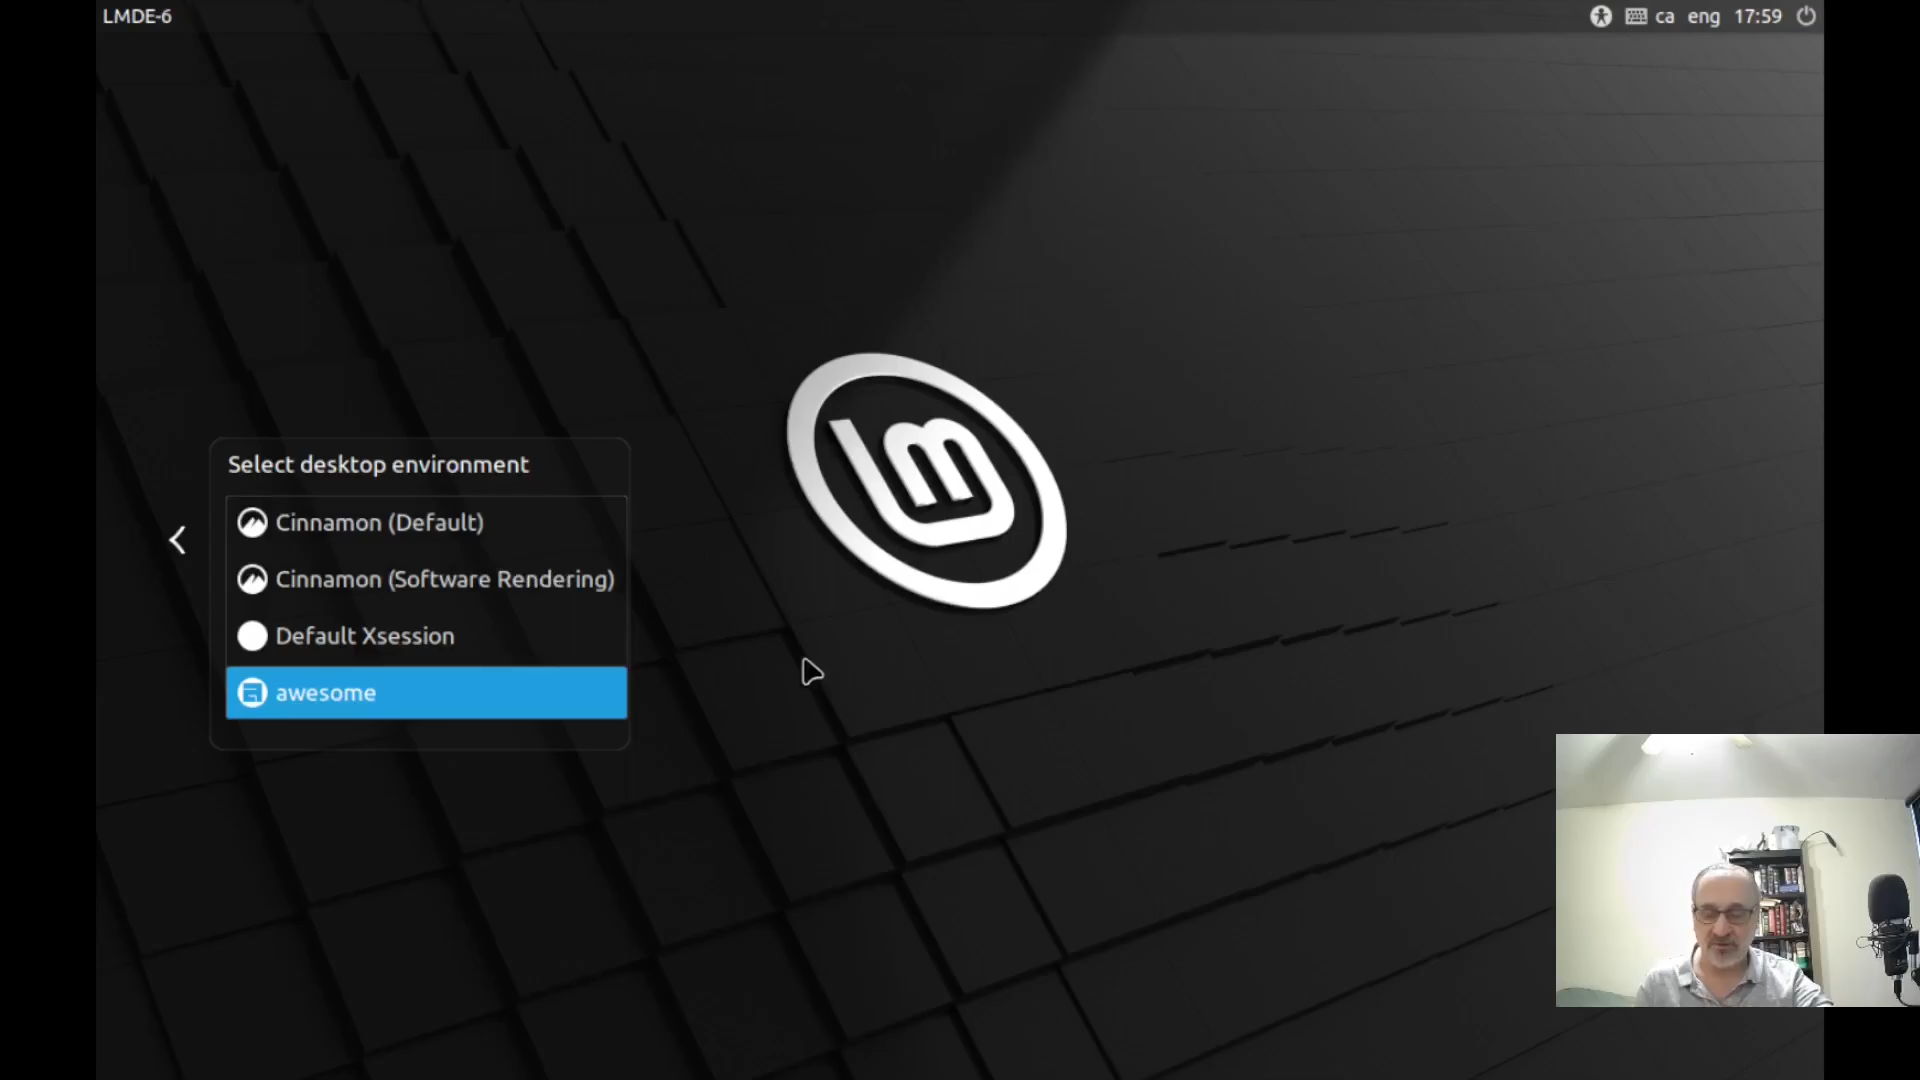 LMDE-6
ca eng 17:59
Select desktop environment
Cinnamon (Default)
Cinnamon (Software Rendering)
Default Xsession
awesome